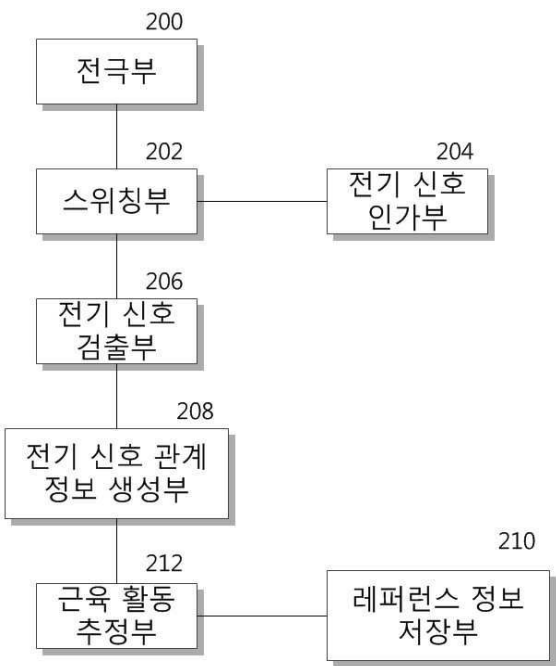 200
전극부
202
스위칭부
204
전기 신호
인가부
206
전기 신호
검출부
208
전기 신호 관계
정보 생성부
212
근육 활동
추정부
210
레퍼런스 정보
저장부